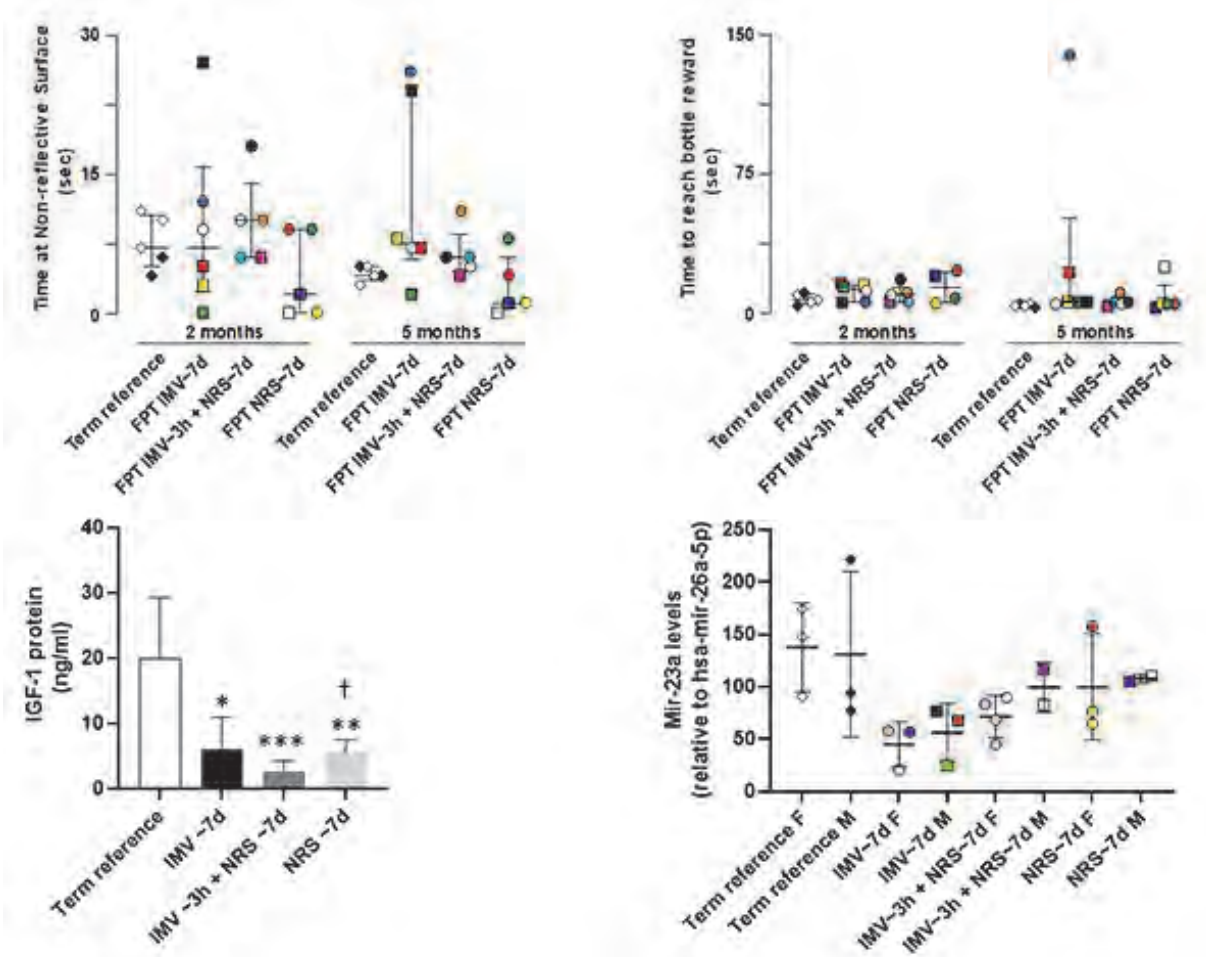 Time at Non-reflective Surface
(sec)
30
15
0
2 months
5 months
Term reference
FPT IMV~7d
FPT IMV~3h + NRS~7d
FPT NRS~7d
Term reference
FPT IMV~7d
FPT IMV~3h + NRS~7d
FPT NRS~7d
Time to reach bottle reward
(sec)
150
75
0
2 months
5 months
Term reference
FPT IMV~7d
FPT IMV~3h + NRS~7d
FPT NRS~7d
Term reference
FPT IMV~7d
FPT IMV~3h + NRS~7d
FPT NRS~7d
IGF-1 protein
(ng/ml)
40
30
20
10
0
*
***
†
**
Term reference
IMV ~7d
IMV ~3h + NRS ~7d
NRS ~7d
Mir-23a levels
(relative to hsa-mir-26a-5p)
250
200
150
100
50
0
Term reference F
Term reference M
IMV~7d F
IMV~7d M
IMV~3h + NRS~7d F
IMV~3h + NRS~7d M
NRS~7d F
NRS~7d M